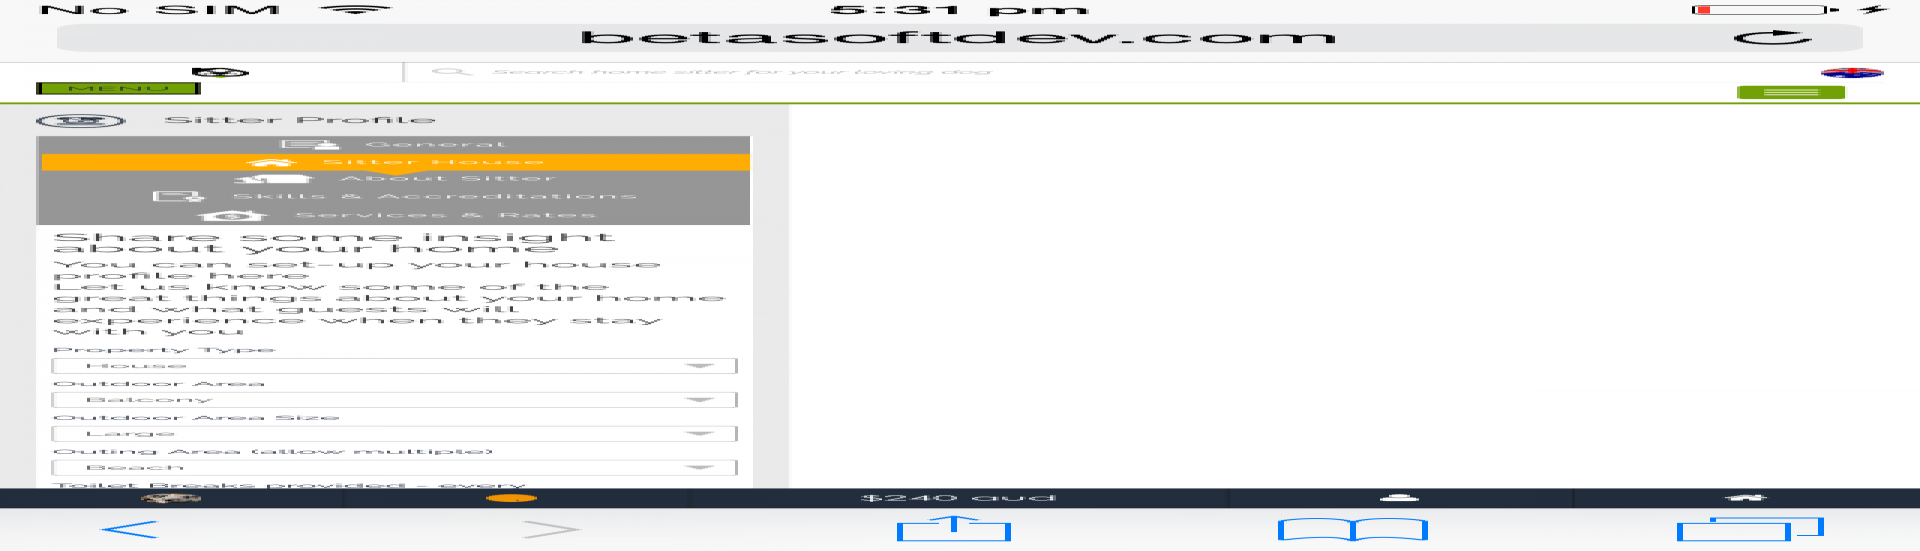 No SIM 5:31 pm
betasoftdev.com
Search home sitter for your loving dog
MENU
Sitter Profile
General
Sitter House
About Sitter
Skills & Accreditations
Services & Rates
Share some insight
about your home
You can set-up your house
profile here
Let us know some of the
great things about your home
and what guests will
experience when they stay
with you
Property Type
House
Outdoor Area
Balcony
Outdoor Area Size
Large
Outing Area (allow multiple)
Beach
Toilet Breaks provided - every
$240 aud